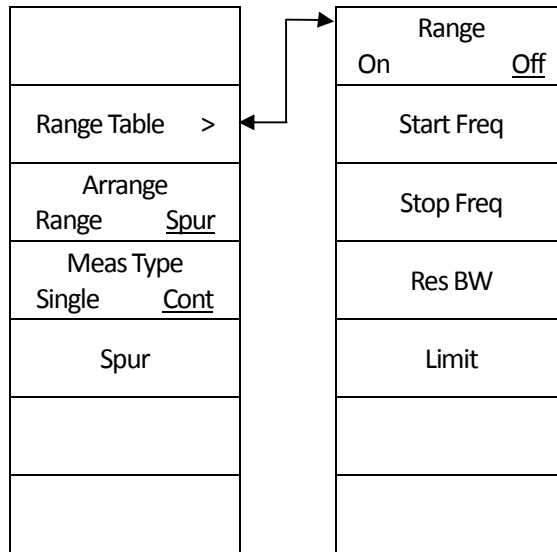 Range Table >
Arrange
Range Spur
Meas Type
Single Cont
Spur
Range
On Off
Start Freq
Stop Freq
Res BW
Limit